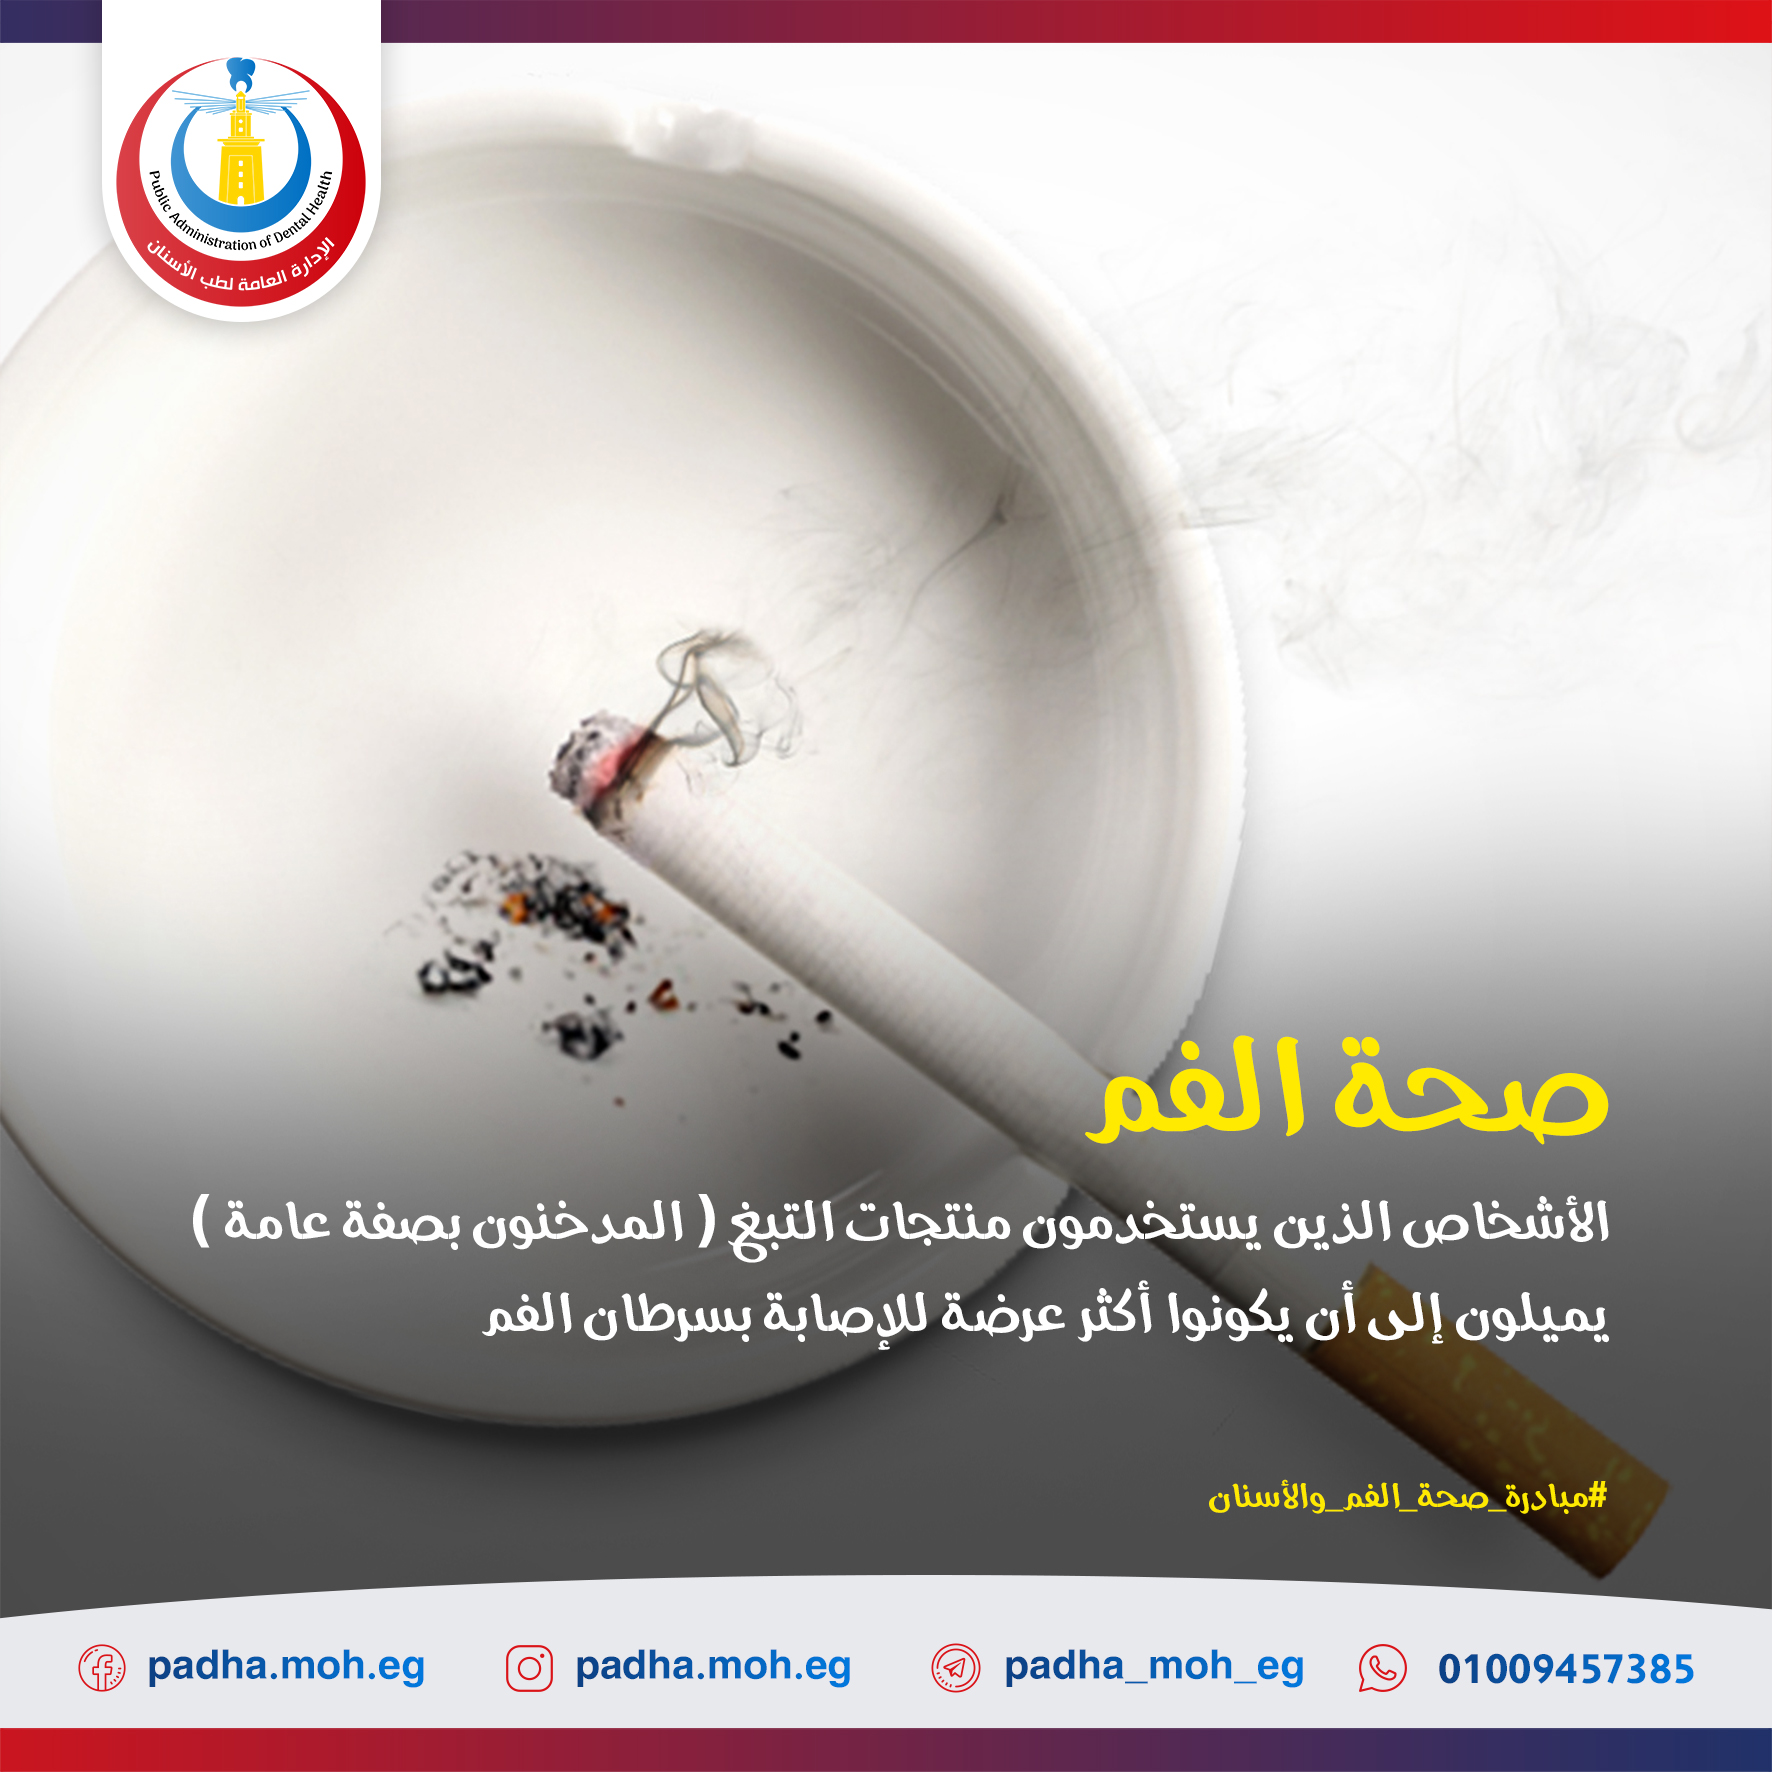 Public Administration of Dental Health
الإدارة العامة لطب الأسنان
صحة الفم
الأشخاص الذين يستخدمون منتجات التبغ ( المدخنون بصفة عامة )
يميلون إلى أن يكونوا أكثر عرضة للإصابة بسرطان الفم
#مبادرة_صحة_الفم_والأسنان
padha.moh.eg
padha.moh.eg
padha_moh_eg
01009457385